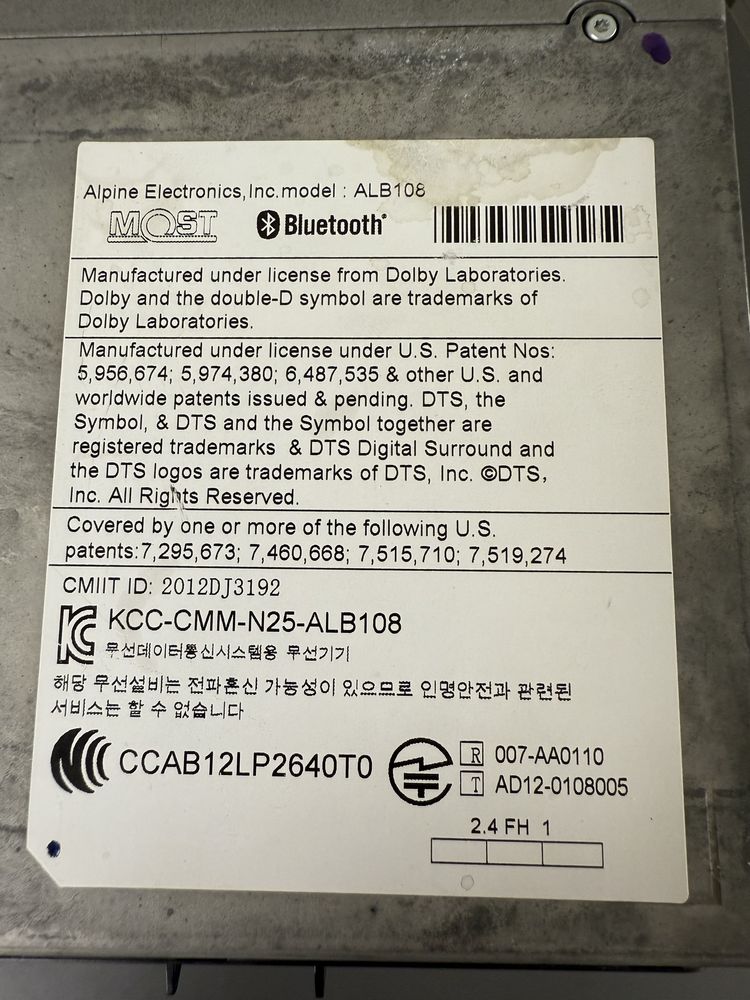 Alpine Electronics,Inc.model : ALB108
MOST Bluetooth®
Manufactured under license from Dolby Laboratories.
Dolby and the double-D symbol are trademarks of
Dolby Laboratories.
Manufactured under license under U.S. Patent Nos:
5,956,674; 5,974,380; 6,487,535 & other U.S. and
worldwide patents issued & pending. DTS, the
Symbol, & DTS and the Symbol together are
registered trademarks & DTS Digital Surround and
the DTS logos are trademarks of DTS, Inc. ©DTS,
Inc. All Rights Reserved.
Covered by one or more of the following U.S.
patents:7,295,673; 7,460,668; 7,515,710; 7,519,274
CMIIT ID: 2012DJ3192
KCC-CMM-N25-ALB108
무선데이터통신시스템용 무선기기
해당 무선설비는 전파혼신 가능성이 있으므로 인명안전과 관련된
서비스는 할 수 없습니다
CCAB12LP2640T0
R 007-AA0110
T AD12-0108005
2.4 FH 1